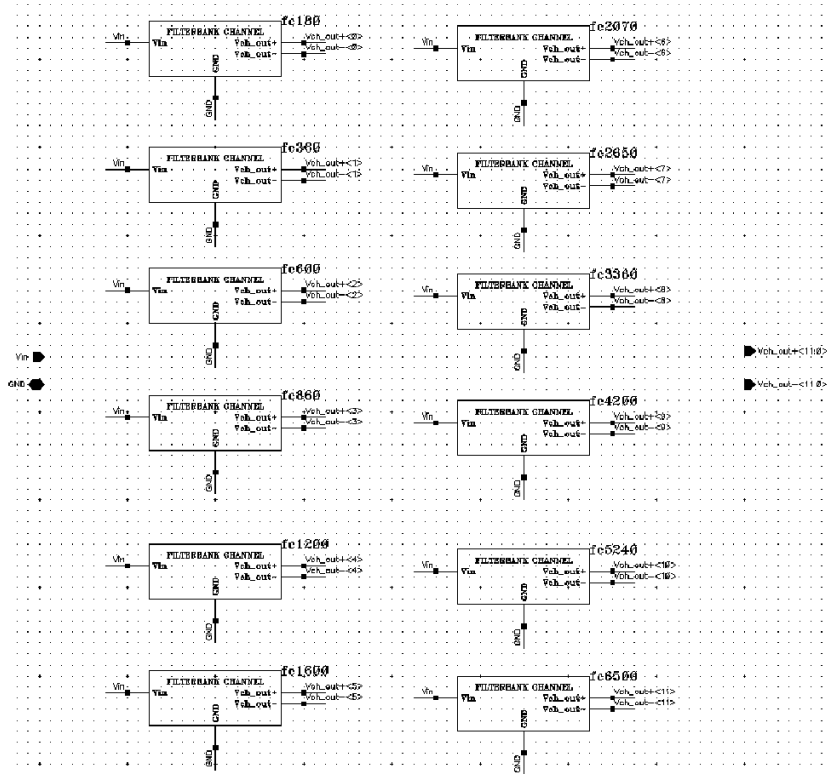 fc180
FILTERBANK CHANNEL
Vin
Vin
Vch_out+
Vch_out+<0>
Vch_out-
Vch_out-<0>
GND
GND
fc360
FILTERBANK CHANNEL
Vin
Vin
Vch_out+
Vch_out+<1>
Vch_out-
Vch_out-<1>
GND
GND
fc600
FILTERBANK CHANNEL
Vin
Vin
Vch_out+
Vch_out+<2>
Vch_out-
Vch_out-<2>
GND
GND
Vin
GND
fc860
FILTERBANK CHANNEL
Vin
Vin
Vch_out+
Vch_out+<3>
Vch_out-
Vch_out-<3>
GND
GND
fc1200
FILTERBANK CHANNEL
Vin
Vin
Vch_out+
Vch_out+<4>
Vch_out-
Vch_out-<4>
GND
GND
fc1600
FILTERBANK CHANNEL
Vin
Vin
Vch_out+
Vch_out+<5>
Vch_out-
Vch_out-<5>
GND
GND
fc2070
FILTERBANK CHANNEL
Vin
Vin
Vch_out+
Vch_out+<6>
Vch_out-
Vch_out-<6>
GND
GND
fc2650
FILTERBANK CHANNEL
Vin
Vin
Vch_out+
Vch_out+<7>
Vch_out-
Vch_out-<7>
GND
GND
fc3360
FILTERBANK CHANNEL
Vin
Vin
Vch_out+
Vch_out+<8>
Vch_out-
Vch_out-<8>
GND
GND
fc4200
FILTERBANK CHANNEL
Vin
Vin
Vch_out+
Vch_out+<9>
Vch_out-
Vch_out-<9>
GND
GND
fc5240
FILTERBANK CHANNEL
Vin
Vin
Vch_out+
Vch_out+<10>
Vch_out-
Vch_out-<10>
GND
GND
fc6500
FILTERBANK CHANNEL
Vin
Vin
Vch_out+
Vch_out+<11>
Vch_out-
Vch_out-<11>
GND
GND
Vch_out+<11:0>
Vch_out-<11:0>